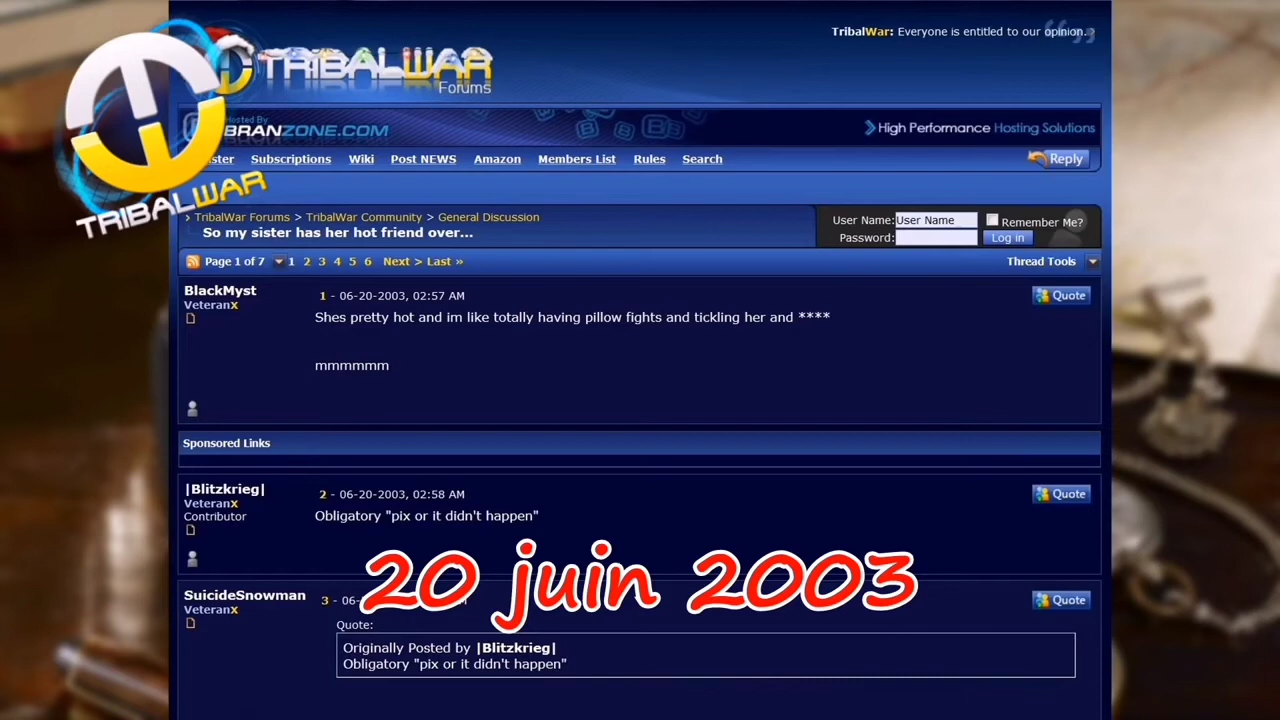 TribalWar: Everyone is entitled to our opinion.
TRIBALWAR
Forums
TRIBALWAR
Hosted By
BRANZONE.COM
High Performance Hosting Solutions
Subscriptions Wiki Post NEWS Amazon Members List Rules Search
Reply
TribalWar Forums > TribalWar Community > General Discussion
So my sister has her hot friend over...
User Name: User Name Remember Me?
Password: Log in
Page 1 of 7 1 2 3 4 5 6 Next > Last » Thread Tools
BlackMyst
VeteranX
1 - 06-20-2003, 02:57 AM Quote
Shes pretty hot and im like totally having pillow fights and tickling her and ****
mmmmmm
Sponsored Links
|Blitzkrieg|
VeteranX
Contributor
2 - 06-20-2003, 02:58 AM Quote
Obligatory "pix or it didn't happen"
20 juin 2003
SuicideSnowman
VeteranX
3 - 06- Quote
Quote:
Originally Posted by |Blitzkrieg|
Obligatory "pix or it didn't happen"